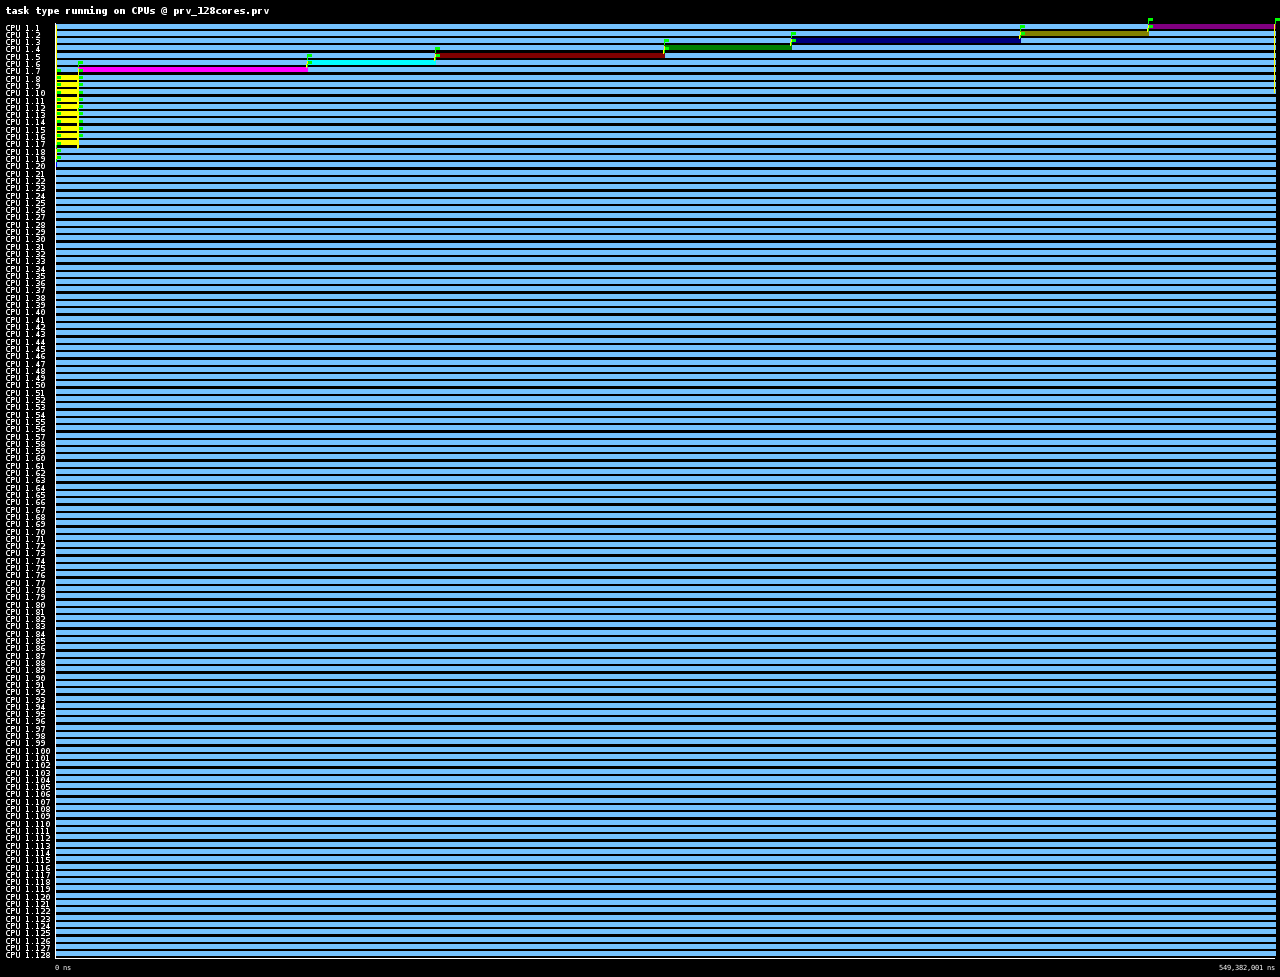 task type running on CPUs @ prv_128cores.prv
CPU 1.1
CPU 1.2
CPU 1.3
CPU 1.4
CPU 1.5
CPU 1.6
CPU 1.7
CPU 1.8
CPU 1.9
CPU 1.10
CPU 1.11
CPU 1.12
CPU 1.13
CPU 1.14
CPU 1.15
CPU 1.16
CPU 1.17
CPU 1.18
CPU 1.19
CPU 1.20
CPU 1.21
CPU 1.22
CPU 1.23
CPU 1.24
CPU 1.25
CPU 1.26
CPU 1.27
CPU 1.28
CPU 1.29
CPU 1.30
CPU 1.31
CPU 1.32
CPU 1.33
CPU 1.34
CPU 1.35
CPU 1.36
CPU 1.37
CPU 1.38
CPU 1.39
CPU 1.40
CPU 1.41
CPU 1.42
CPU 1.43
CPU 1.44
CPU 1.45
CPU 1.46
CPU 1.47
CPU 1.48
CPU 1.49
CPU 1.50
CPU 1.51
CPU 1.52
CPU 1.53
CPU 1.54
CPU 1.55
CPU 1.56
CPU 1.57
CPU 1.58
CPU 1.59
CPU 1.60
CPU 1.61
CPU 1.62
CPU 1.63
CPU 1.64
CPU 1.65
CPU 1.66
CPU 1.67
CPU 1.68
CPU 1.69
CPU 1.70
CPU 1.71
CPU 1.72
CPU 1.73
CPU 1.74
CPU 1.75
CPU 1.76
CPU 1.77
CPU 1.78
CPU 1.79
CPU 1.80
CPU 1.81
CPU 1.82
CPU 1.83
CPU 1.84
CPU 1.85
CPU 1.86
CPU 1.87
CPU 1.88
CPU 1.89
CPU 1.90
CPU 1.91
CPU 1.92
CPU 1.93
CPU 1.94
CPU 1.95
CPU 1.96
CPU 1.97
CPU 1.98
CPU 1.99
CPU 1.100
CPU 1.101
CPU 1.102
CPU 1.103
CPU 1.104
CPU 1.105
CPU 1.106
CPU 1.107
CPU 1.108
CPU 1.109
CPU 1.110
CPU 1.111
CPU 1.112
CPU 1.113
CPU 1.114
CPU 1.115
CPU 1.116
CPU 1.117
CPU 1.118
CPU 1.119
CPU 1.120
CPU 1.121
CPU 1.122
CPU 1.123
CPU 1.124
CPU 1.125
CPU 1.126
CPU 1.127
CPU 1.128
0 ns
549,382,001 ns